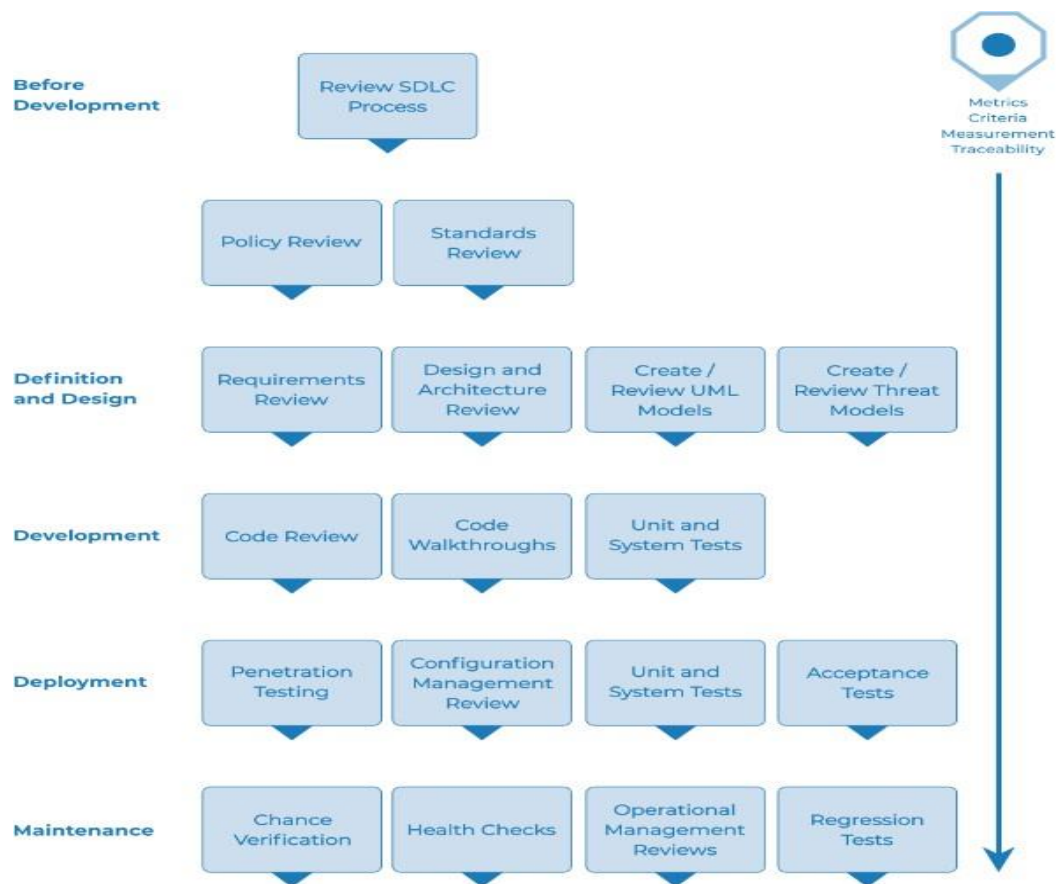 Before
Development
Review SDLC
Process
Metrics
Criteria
Measurement
Traceability
Policy Review
Standards
Review
Definition
and Design
Requirements
Review
Design and
Architecture
Review
Create /
Review UML
Models
Create /
Review Threat
Models
Development
Code Review
Code
Walkthroughs
Unit and
System Tests
Deployment
Penetration
Testing
Configuration
Management
Review
Unit and
System Tests
Acceptance
Tests
Maintenance
Chance
Verification
Health Checks
Operational
Management
Reviews
Regression
Tests